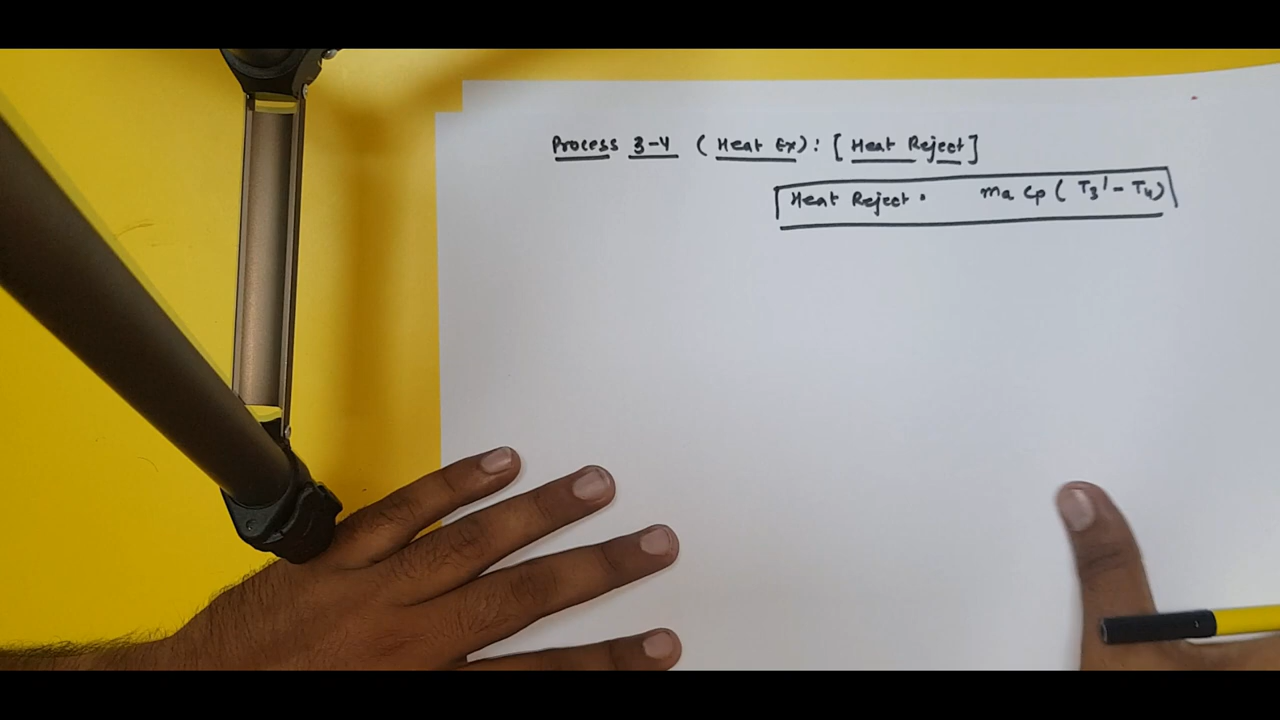 Process 3-4 (Heat Ex): [Heat Reject]
Heat Reject. ma Cp (T3' - T4)